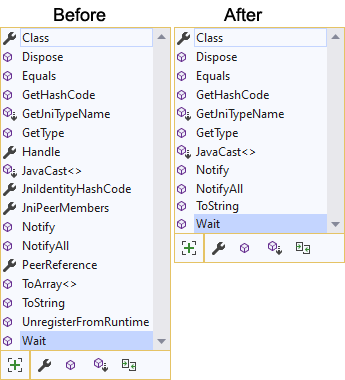 Before
Class
Dispose
Equals
GetHashCode
GetJniTypeName
GetType
Handle
JavaCast<>
JniIdentityHashCode
JniPeerMembers
Notify
NotifyAll
PeerReference
ToArray<>
ToString
UnregisterFromRuntime
Wait
After
Class
Dispose
Equals
GetHashCode
GetJniTypeName
GetType
JavaCast<>
Notify
NotifyAll
ToString
Wait